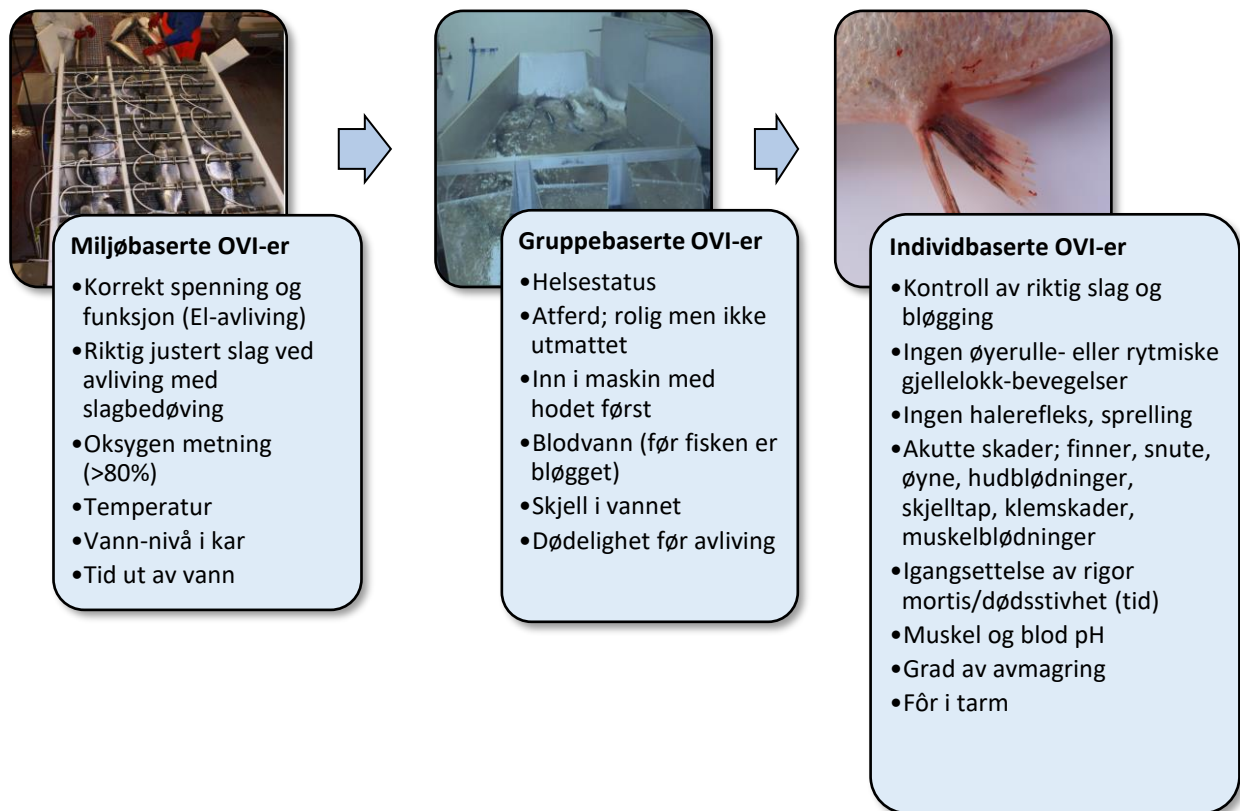 Miljøbaserte OVI-er
•Korrekt spenning og
funksjon (El-avliving)
•Riktig justert slag ved
avliving med
slagbedøving
•Oksygen metning
(>80%)
•Temperatur
•Vann-nivå i kar
•Tid ut av vann
Gruppebaserte OVI-er
•Helsestatus
•Atferd; rolig men ikke
utmattet
•Inn i maskin med
hodet først
•Blodvann (før fisken er
bløgget)
•Skjell i vannet
•Dødelighet før avliving
Individbaserte OVI-er
•Kontroll av riktig slag og
bløgging
•Ingen øyerulle- eller rytmiske
gjellelokk-bevegelser
•Ingen halerefleks, sprelling
•Akutte skader; finner, snute,
øyne, hudblødninger,
skjelltap, klemskader,
muskelblødninger
•Igangsettelse av rigor
mortis/dødsstivhet (tid)
•Muskel og blod pH
•Grad av avmagring
•Fôr i tarm